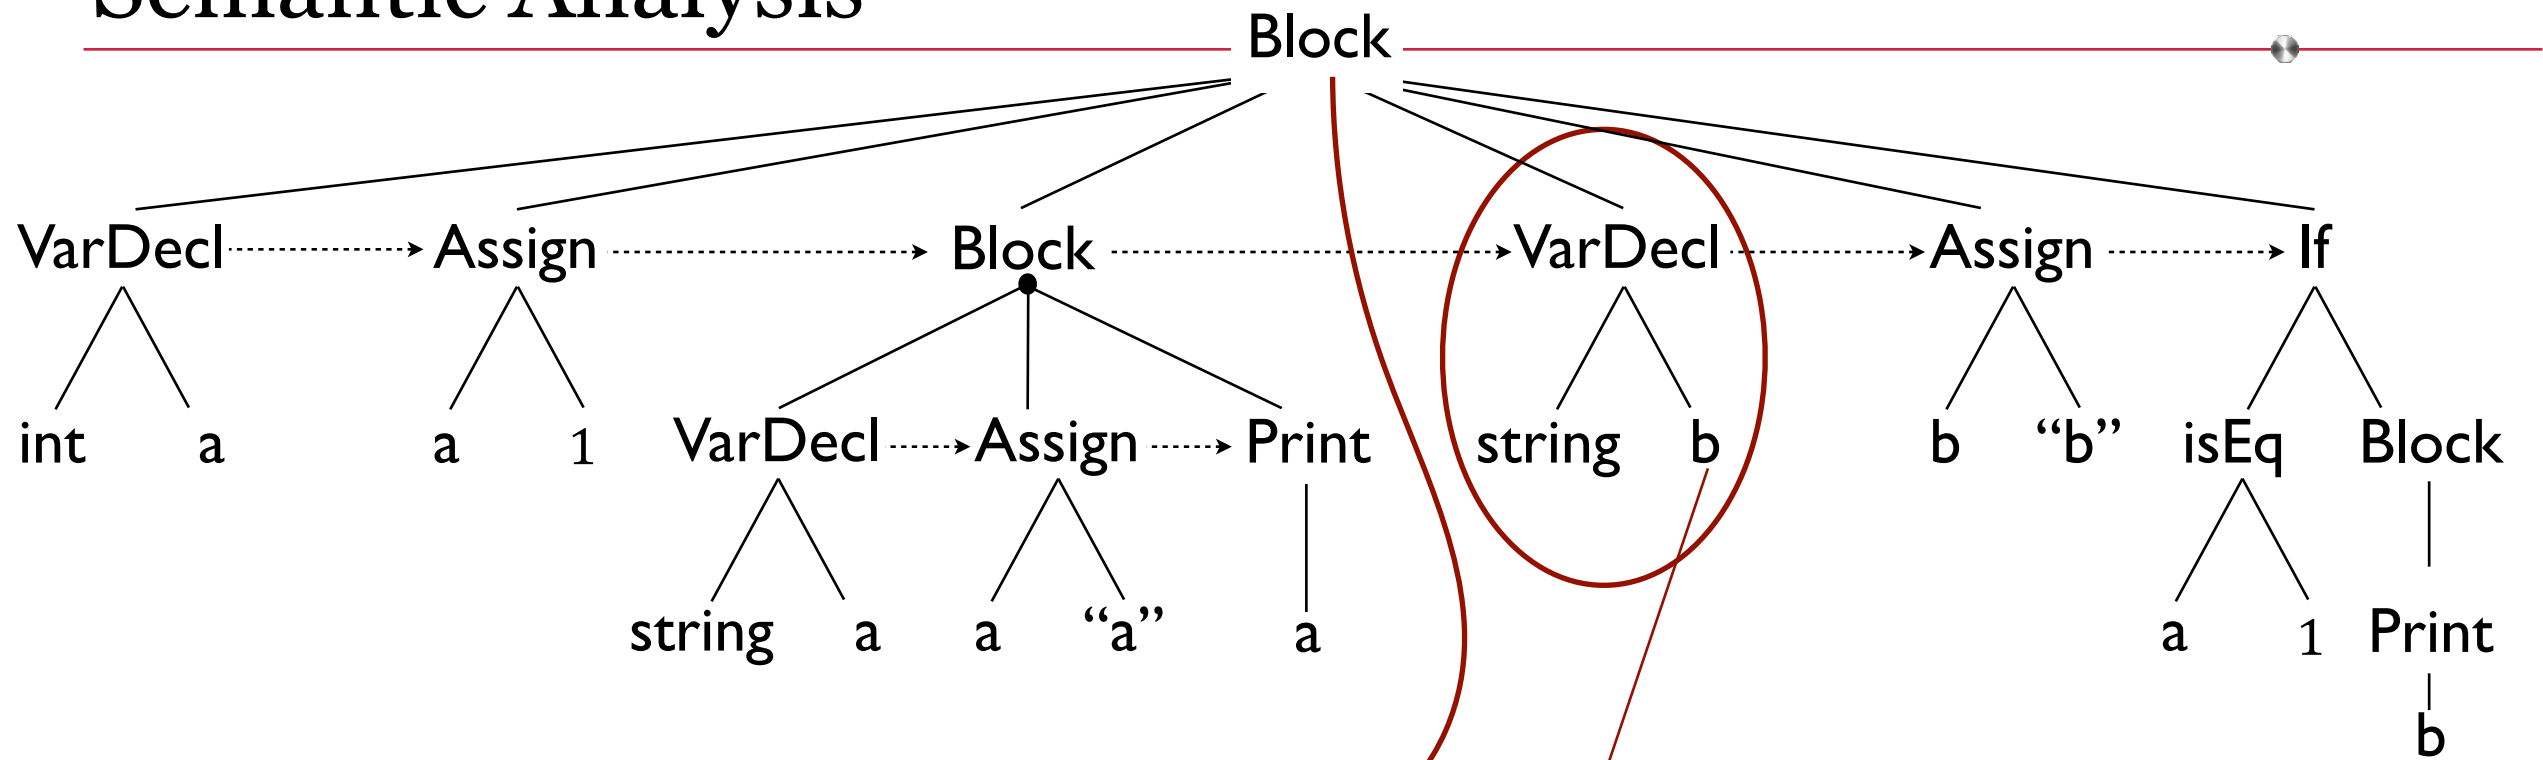 Semantic Analysis
Block
VarDecl Assign Block VarDecl Assign If
int a a 1 VarDecl Assign Print string b b “b” isEq Block
string a a “a” a a 1 Print
b